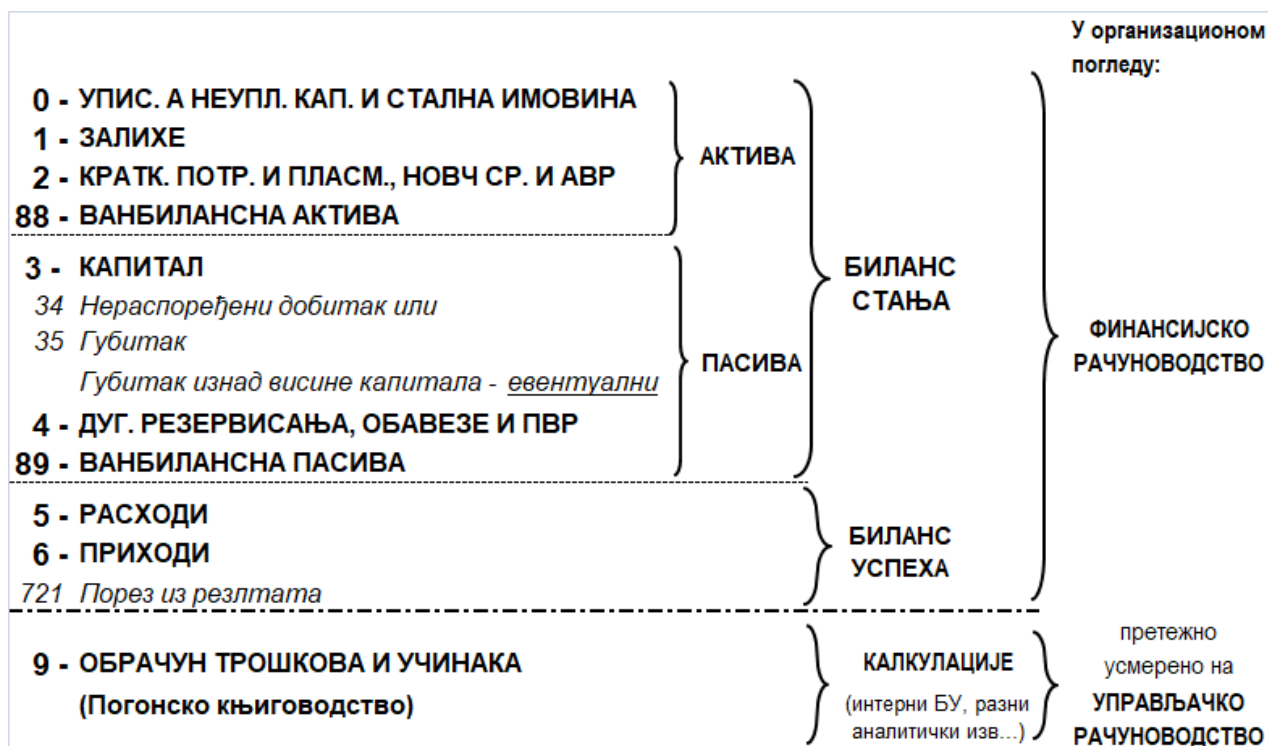 У организационом
погледу:
0 - УПИС. А НЕУПЛ. КАП. И СТАЛНА ИМОВИНА
1 - ЗАЛИХЕ
2 - КРАТК. ПОТР. И ПЛАСМ., НОВЧ СР. И АВР
88 - ВАНБИЛАНСНА АКТИВА
АКТИВА
3 - КАПИТАЛ
34 Нераспоређени добитак или
35 Губитак
Губитак изнад висине капитала - евентуални
4 - ДУГ. РЕЗЕРВИСАЊА, ОБАВЕЗЕ И ПВР
89 - ВАНБИЛАНСНА ПАСИВА
ПАСИВА
БИЛАНС
СТАЊА
5 - РАСХОДИ
6 - ПРИХОДИ
721 Порез из резлтата
БИЛАНС
УСПЕХА
ФИНАНСИЈСКО
РАЧУНОВОДСТВО
9 - ОБРАЧУН ТРОШКОВА И УЧИНАКА
(Погонско књиговодство)
КАЛКУЛАЦИЈЕ
(интерни БУ, разни
аналитички изв...)
претежно
усмерено на
УПРАВЉАЧКО
РАЧУНОВОДСТВО